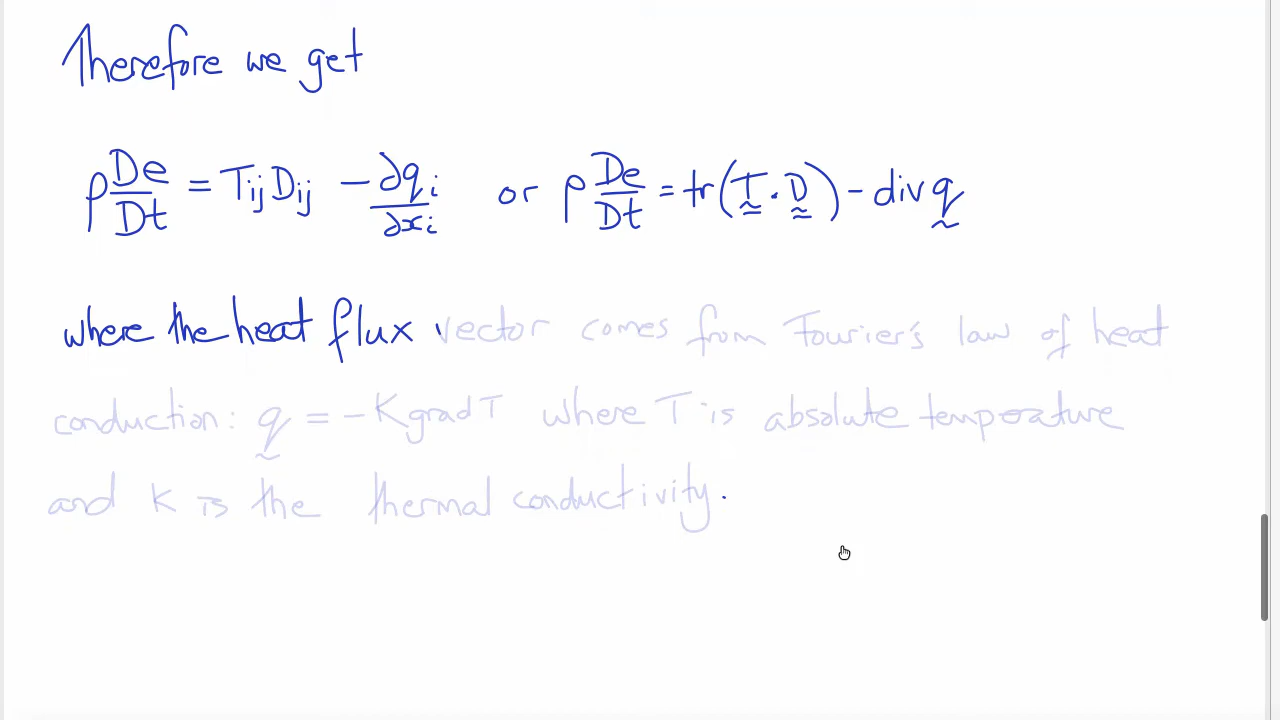 Therefore we get
ρ De/Dt = Tij Dij - ∂qi/∂xi or ρ De/Dt = tr(T · D) - div q
where the heat flux vector comes from Fourier's law of heat
conduction: q = -K grad T where T is absolute temperature
and K is the thermal conductivity.